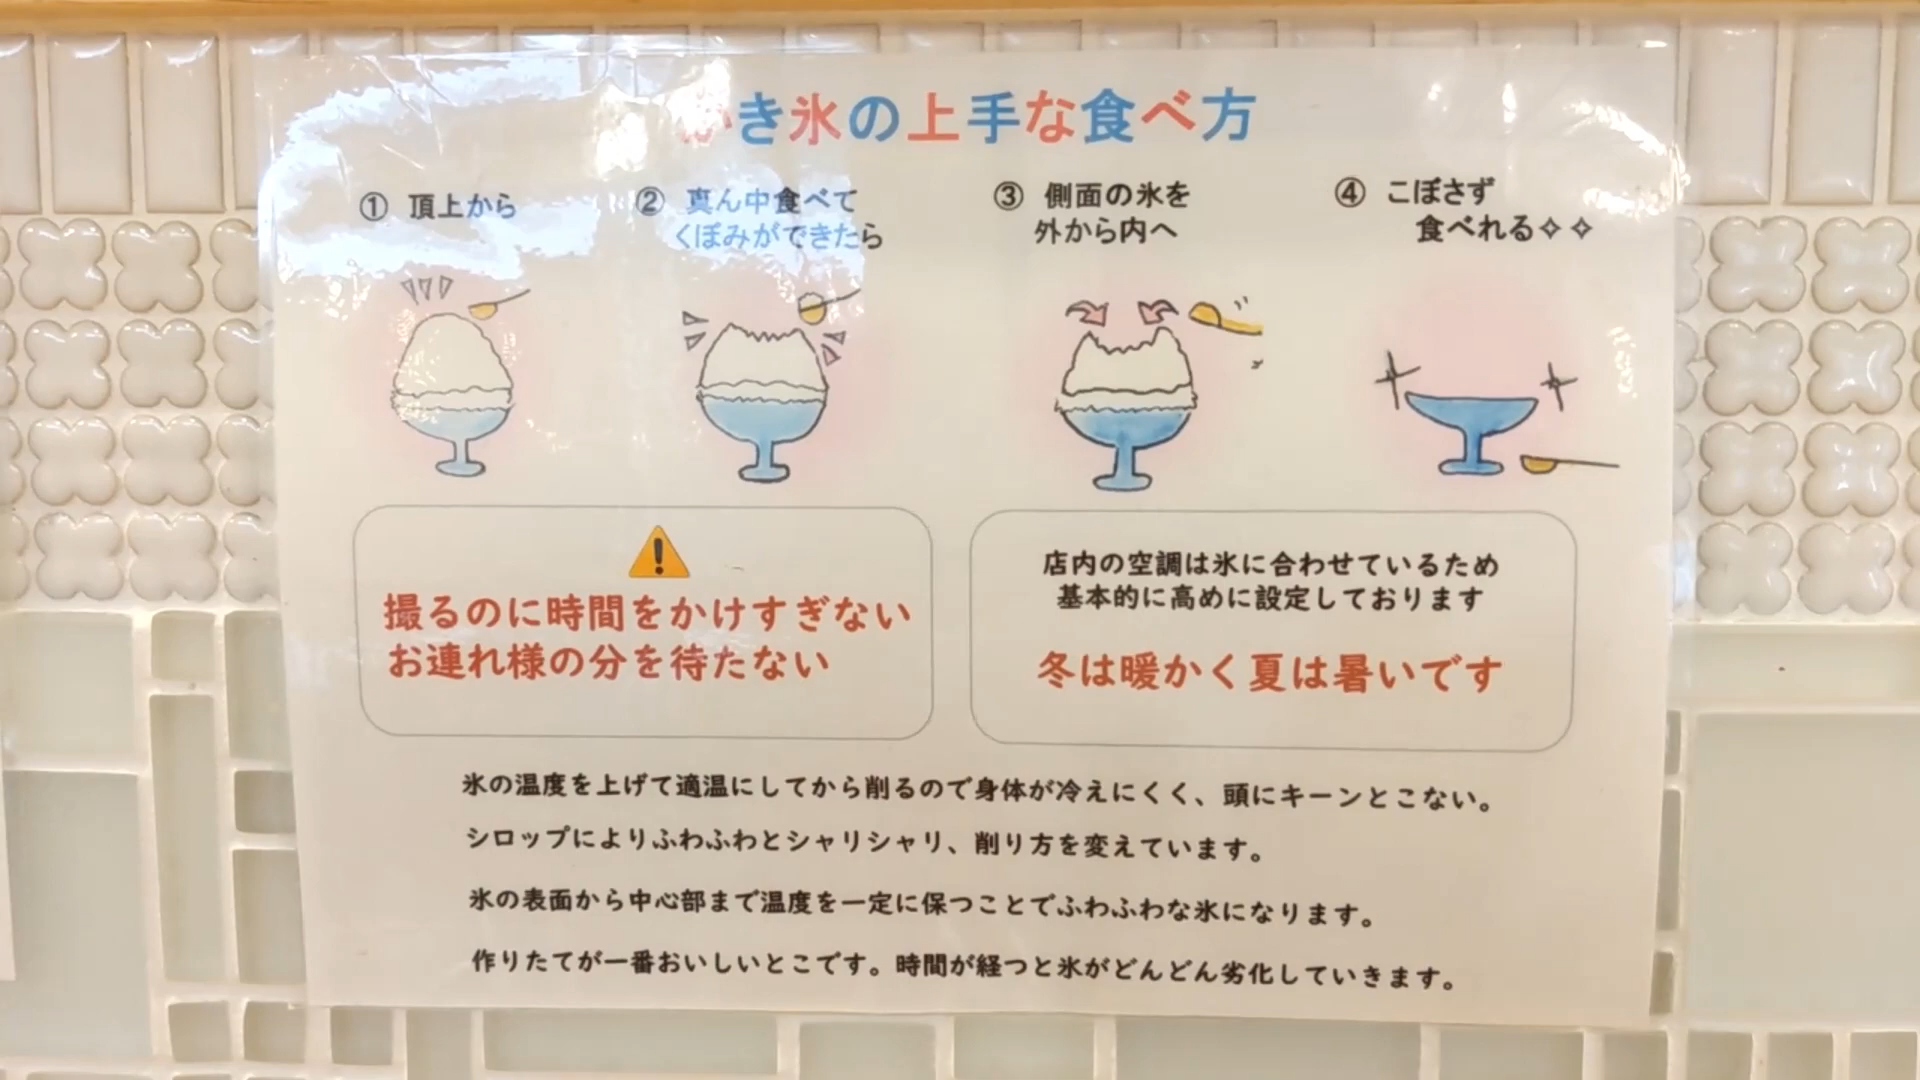 かき氷の上手な食べ方
① 頂上から
② 真ん中食べて
くぼみができたら
③ 側面の氷を
外から内へ
④ こぼさず
食べれる✧✧
撮るのに時間をかけすぎない
お連れ様の分を待たない
店内の空調は氷に合わせているため
基本的に高めに設定しております
冬は暖かく夏は暑いです
氷の温度を上げて適温にしてから削るので身体が冷えにくく、頭にキーンとこない。
シロップによりふわふわとシャリシャリ、削り方を変えています。
氷の表面から中心部まで温度を一定に保つことでふわふわな氷になります。
作りたてが一番おいしいとこです。時間が経つと氷がどんどん劣化していきます。